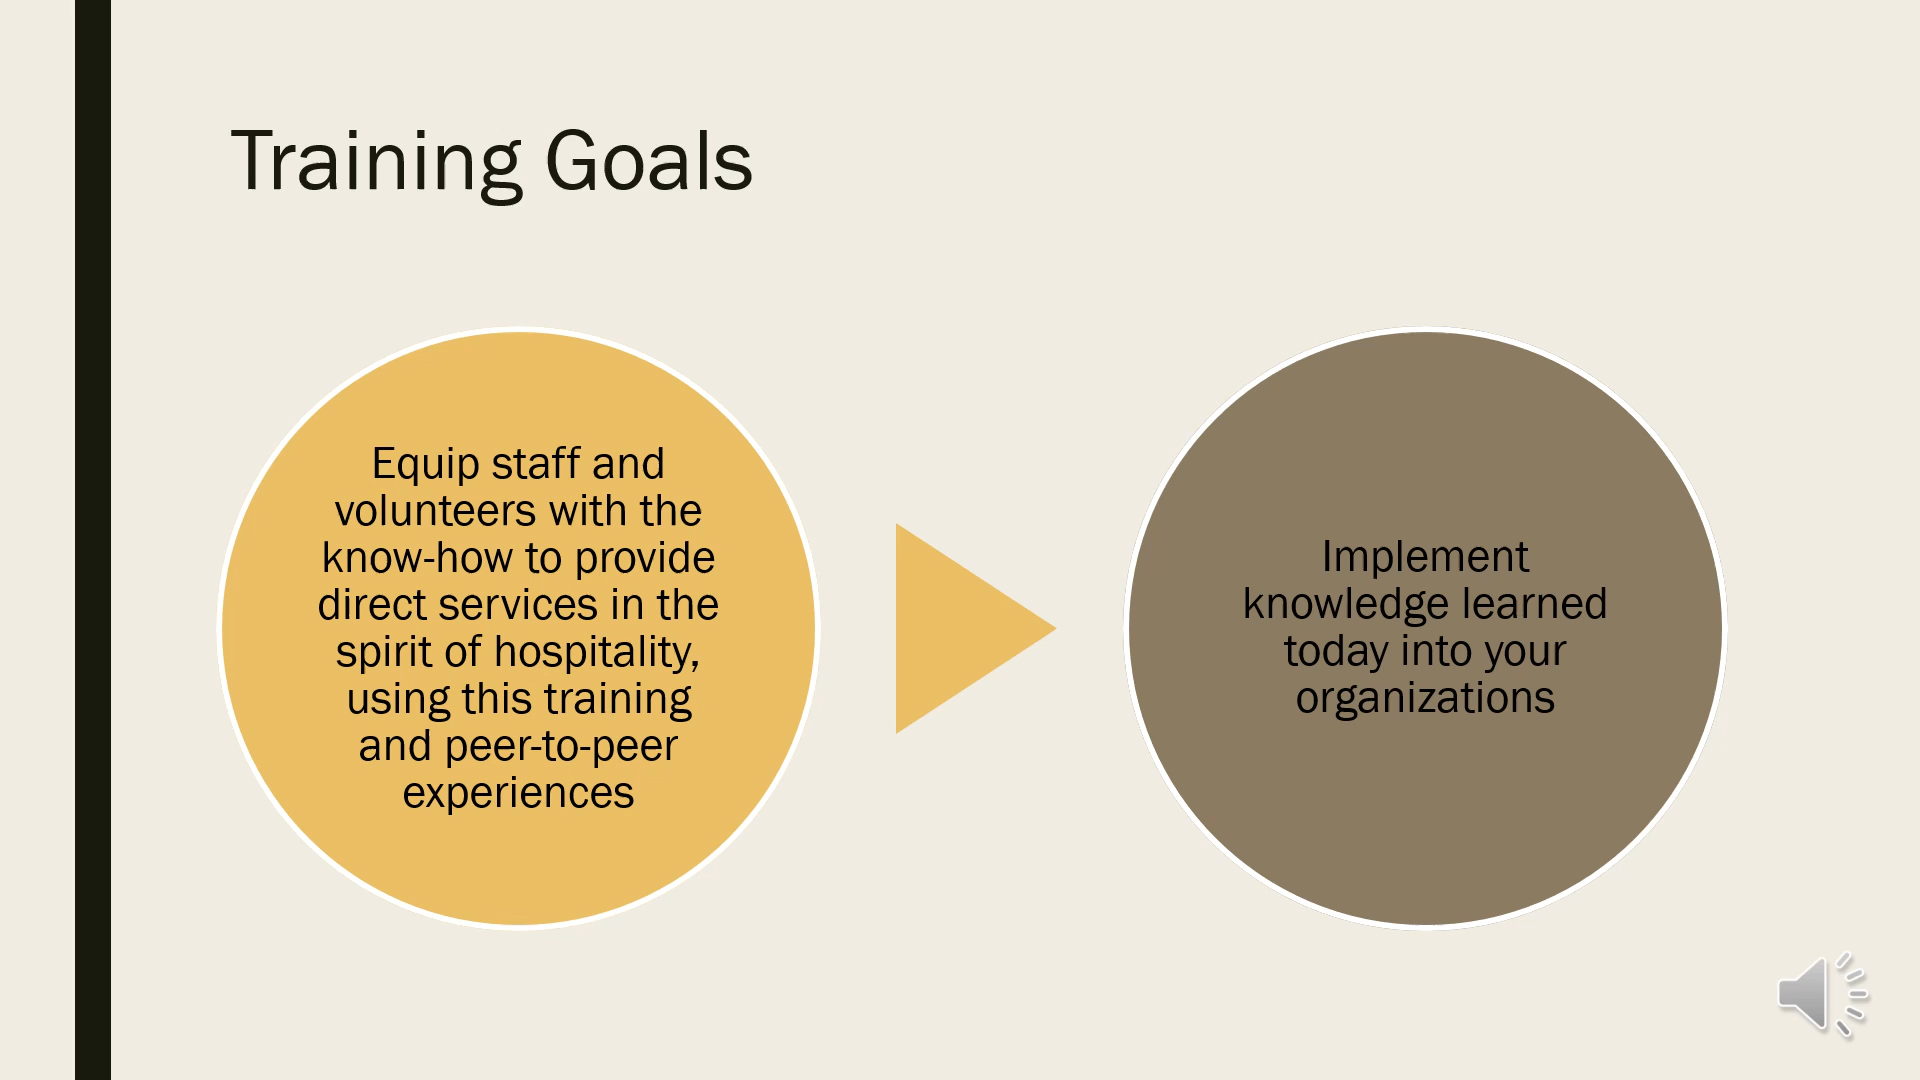 Training Goals
Equip staff and
volunteers with the
know-how to provide
direct services in the
spirit of hospitality,
using this training
and peer-to-peer
experiences
Implement
knowledge learned
today into your
organizations